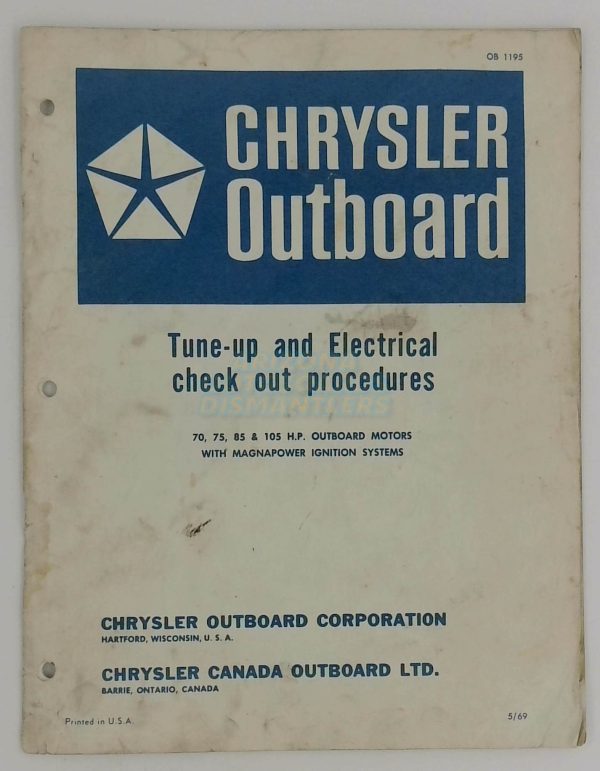 OB 1195
CHRYSLER
Outboard
Tune-up and Electrical
check out procedures
DISMANTLERS
70, 75, 85 & 105 H.P. OUTBOARD MOTORS
WITH MAGNAPOWER IGNITION SYSTEMS
CHRYSLER OUTBOARD CORPORATION
HARTFORD, WISCONSIN, U. S. A.
CHRYSLER CANADA OUTBOARD LTD.
BARRIE, ONTARIO, CANADA
Printed in U.S.A.
5/69